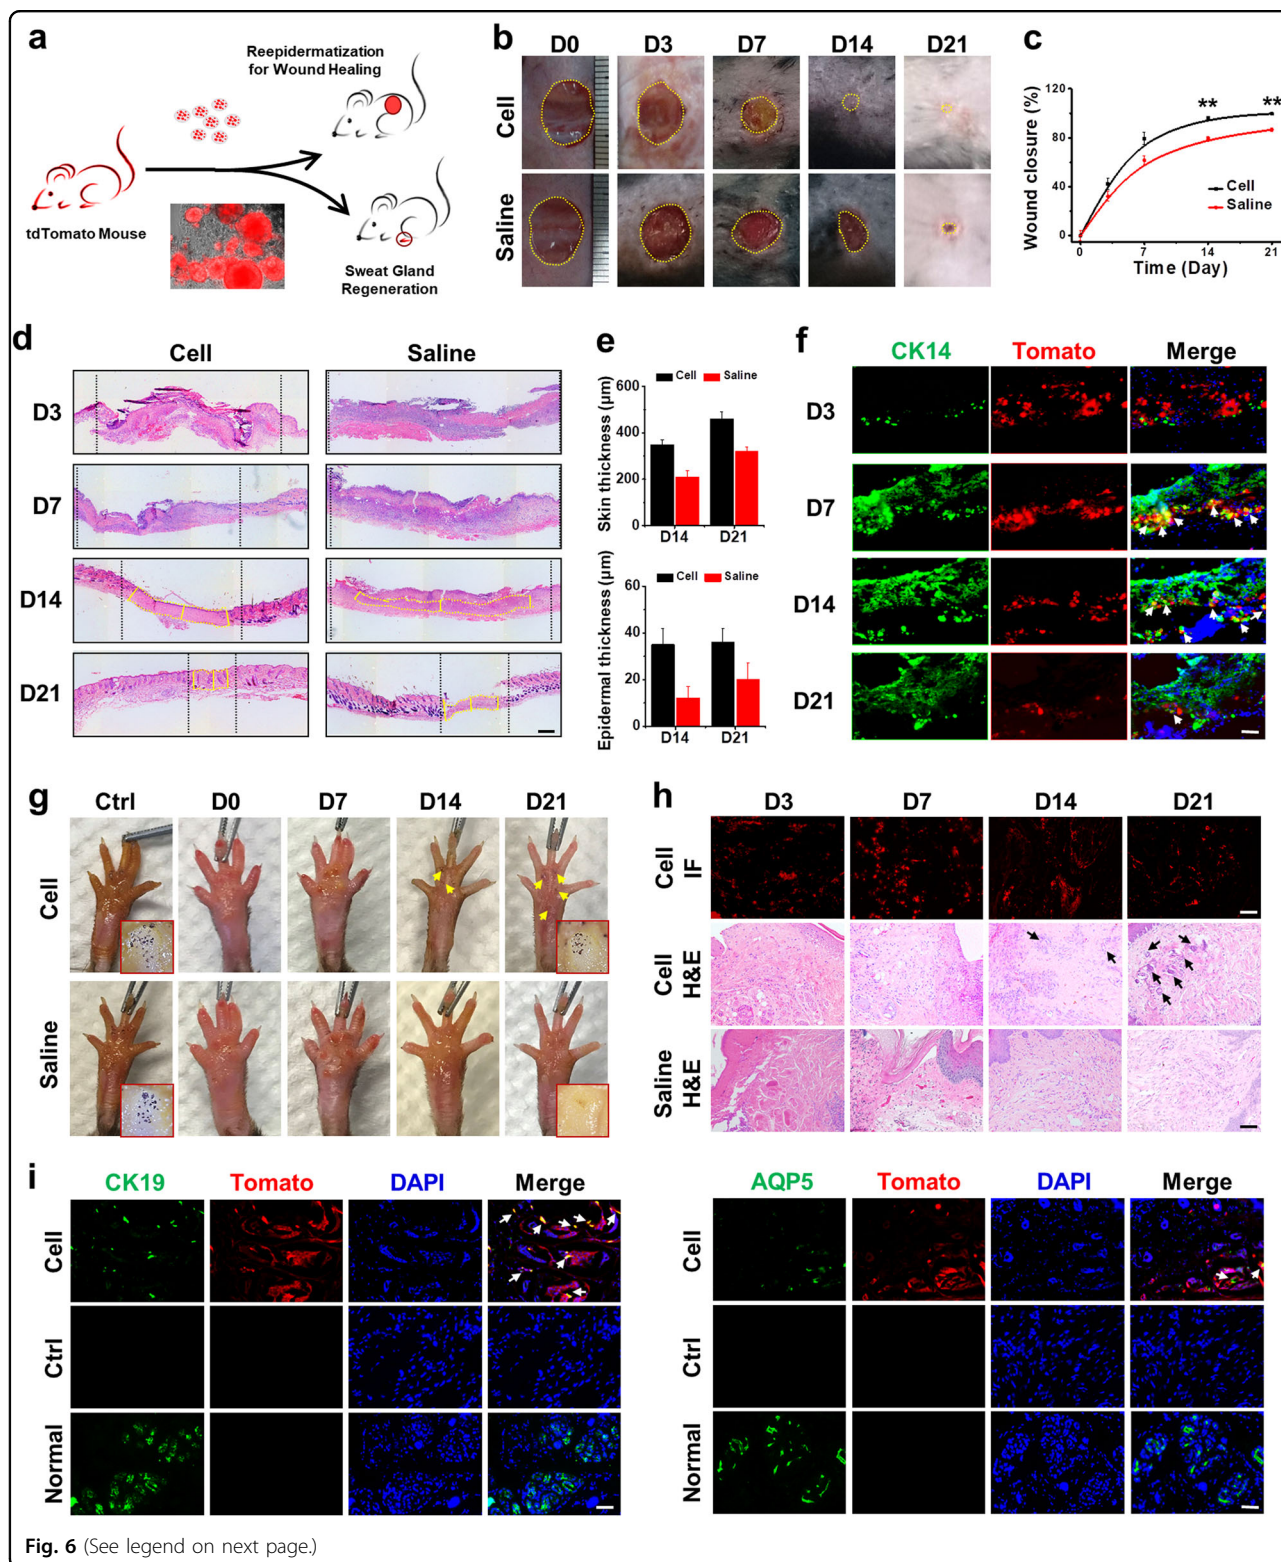 a
Reepidermatization
for Wound Healing
tdTomato Mouse
Sweat Gland
Regeneration
b
D0 D3 D7 D14 D21
Cell
Saline
c
Wound closure (%)
120
80
40
0
** **
Cell
Saline
0 7 14 21
Time (Day)
d
Cell Saline
D3
D7
D14
D21
e
Cell Saline
Skin thickness (μm)
600
400
200
0
D14 D21
Cell Saline
Epidermal thickness (μm)
60
40
20
0
D14 D21
f
CK14 Tomato Merge
D3
D7
D14
D21
g
Ctrl D0 D7 D14 D21
Cell
Saline
h
D3 D7 D14 D21
Cell
IF
Cell
H&E
Saline
H&E
i
CK19 Tomato DAPI Merge
Cell
Ctrl
Normal
AQP5 Tomato DAPI Merge
Cell
Ctrl
Normal
Fig. 6 (See legend on next page.)